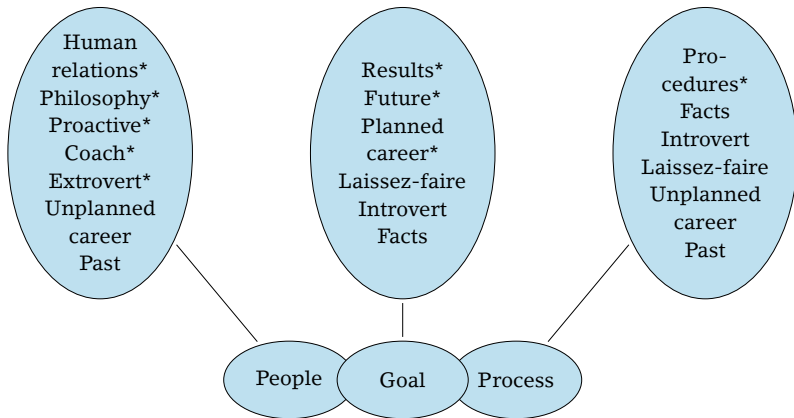 Human
relations*
Philosophy*
Proactive*
Coach*
Extrovert*
Unplanned
career
Past
Results*
Future*
Planned
career*
Laissez-faire
Introvert
Facts
Pro-
cedures*
Facts
Introvert
Laissez-faire
Unplanned
career
Past
People
Goal
Process